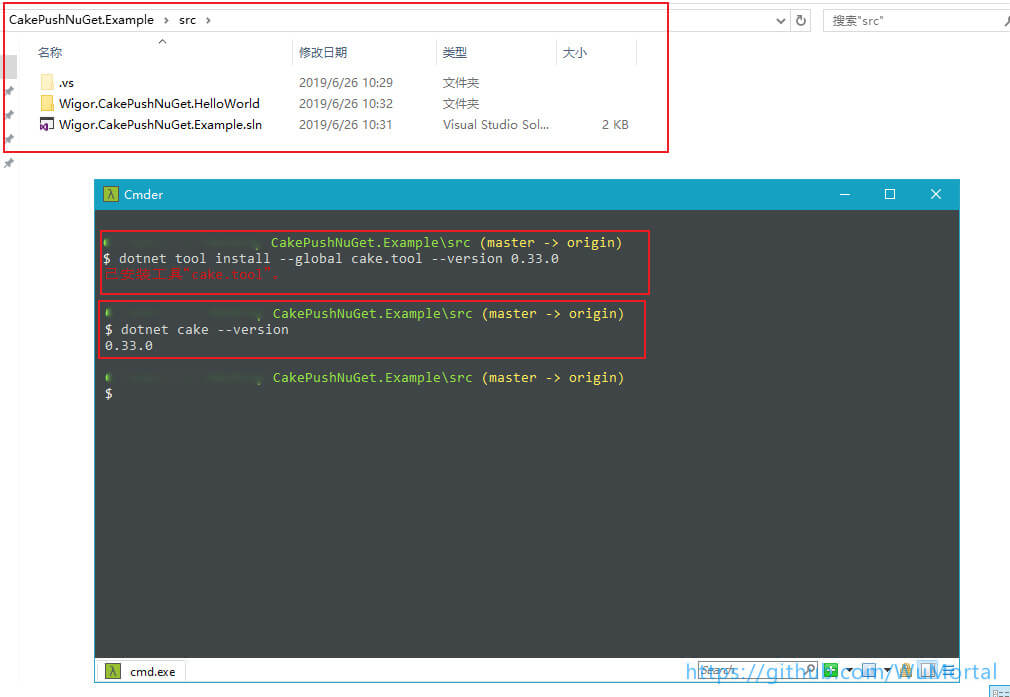 CakePushNuGet.Example › src ›
搜索"src"
名称 修改日期 类型 大小
.vs 2019/6/26 10:29 文件夹
Wigor.CakePushNuGet.HelloWorld 2019/6/26 10:32 文件夹
Wigor.CakePushNuGet.Example.sln 2019/6/26 10:31 Visual Studio Sol... 2 KB
λ Cmder
CakePushNuGet.Example\src (master -> origin)
$ dotnet tool install --global cake.tool --version 0.33.0
已安装工具“cake.tool”。
CakePushNuGet.Example\src (master -> origin)
$ dotnet cake --version
0.33.0
CakePushNuGet.Example\src (master -> origin)
$
λ cmd.exe
Search
https://github.com/WuMortal